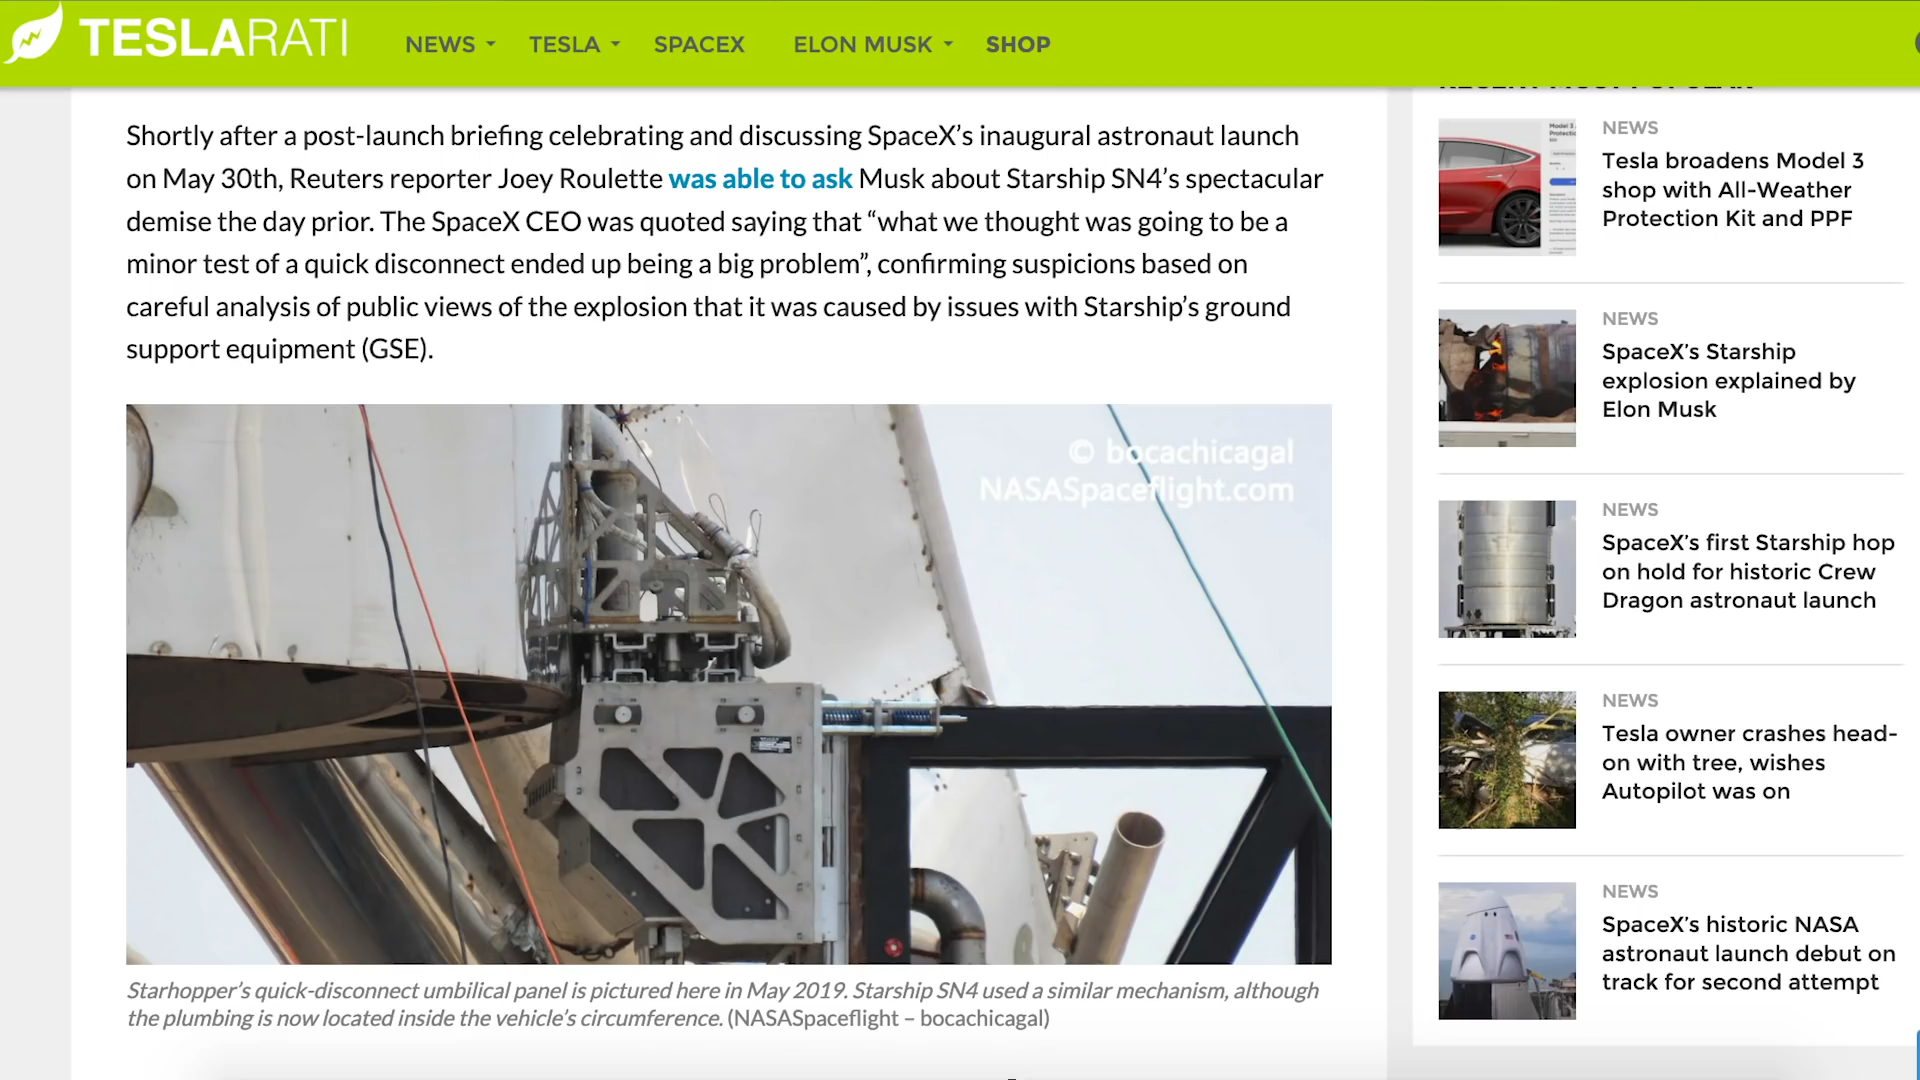 TESLARATI
NEWS
TESLA
SPACEX
ELON MUSK
SHOP
Shortly after a post-launch briefing celebrating and discussing SpaceX’s inaugural astronaut launch
on May 30th, Reuters reporter Joey Roulette was able to ask Musk about Starship SN4’s spectacular
demise the day prior. The SpaceX CEO was quoted saying that “what we thought was going to be a
minor test of a quick disconnect ended up being a big problem”, confirming suspicions based on
careful analysis of public views of the explosion that it was caused by issues with Starship’s ground
support equipment (GSE).
© bocachicagal
NASASpaceflight.com
Starhopper’s quick-disconnect umbilical panel is pictured here in May 2019. Starship SN4 used a similar mechanism, although
the plumbing is now located inside the vehicle’s circumference. (NASASpaceflight – bocachicagal)
RECENT MOST POPULAR
NEWS
Tesla broadens Model 3
shop with All-Weather
Protection Kit and PPF
NEWS
SpaceX’s Starship
explosion explained by
Elon Musk
NEWS
SpaceX’s first Starship hop
on hold for historic Crew
Dragon astronaut launch
NEWS
Tesla owner crashes head-
on with tree, wishes
Autopilot was on
NEWS
SpaceX’s historic NASA
astronaut launch debut on
track for second attempt